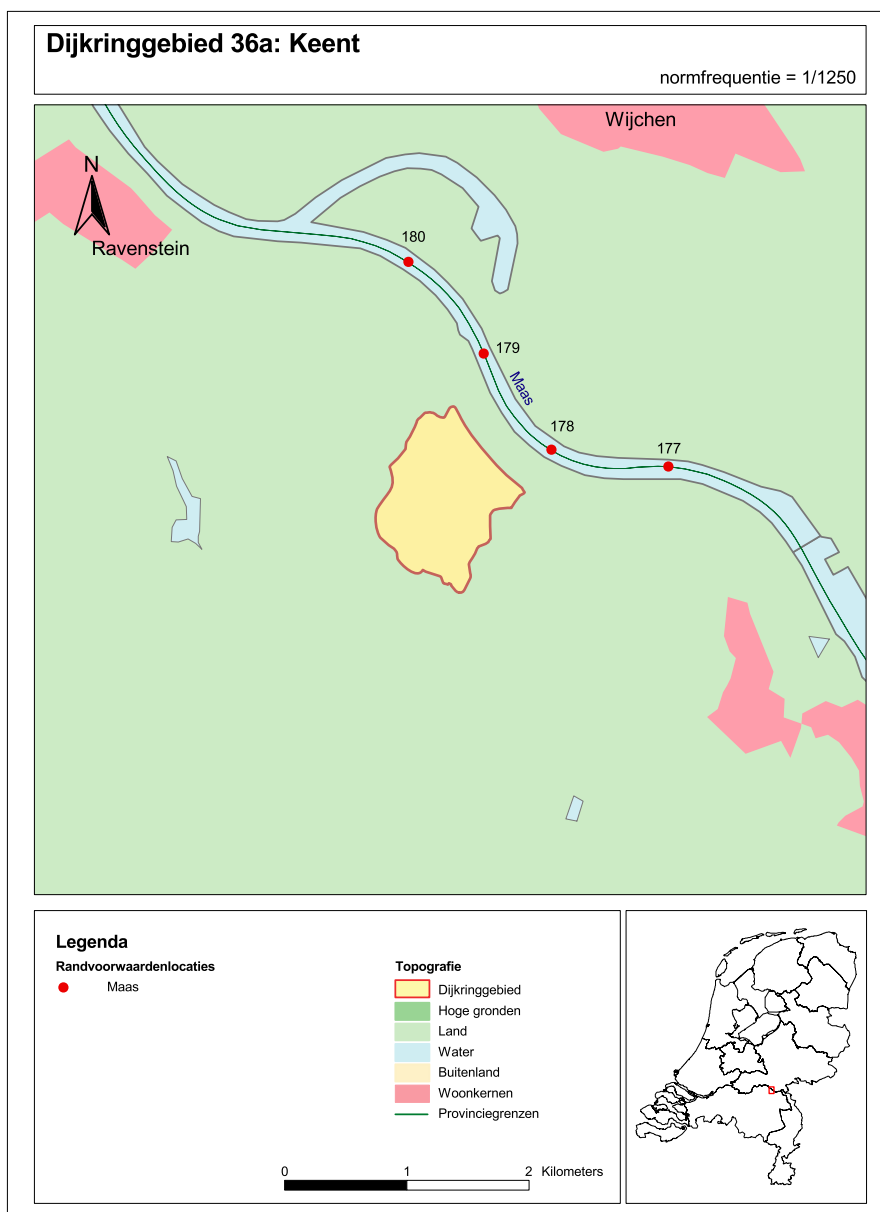 Dijkringgebied 36a: Keent
normfrequentie = 1/1250
Wijchen
N
Ravenstein
180
179
Maas
178
177
Legenda
Randvoorwaardenlocaties
Maas
Topografie
Dijkringgebied
Hoge gronden
Land
Water
Buitenland
Woonkernen
Provinciegrenzen
0 1 2 Kilometers